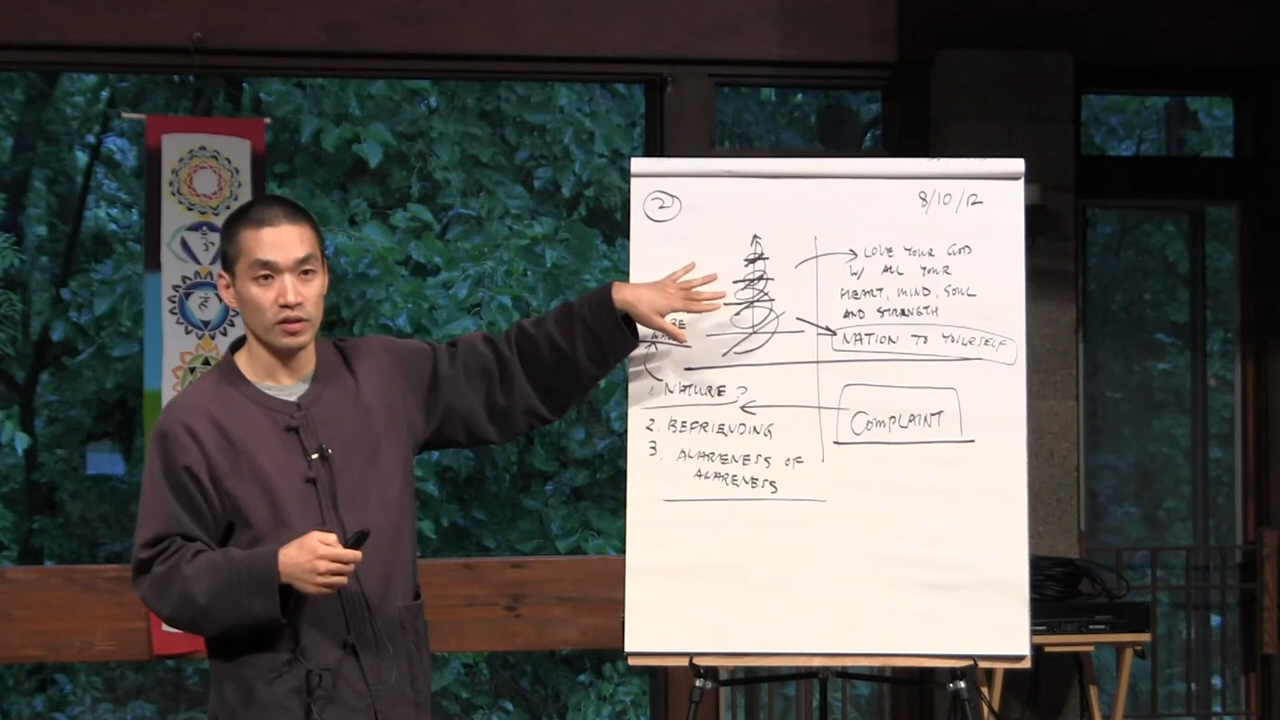 ②
8/10/12
LOVE YOUR GOD
W/ ALL YOUR
HEART, MIND, SOUL
AND STRENGTH
NATION TO YOURSELF
1. NATURE?
2. BEFRIENDING
3. AWARENESS OF
AWARENESS
COMPLAINT